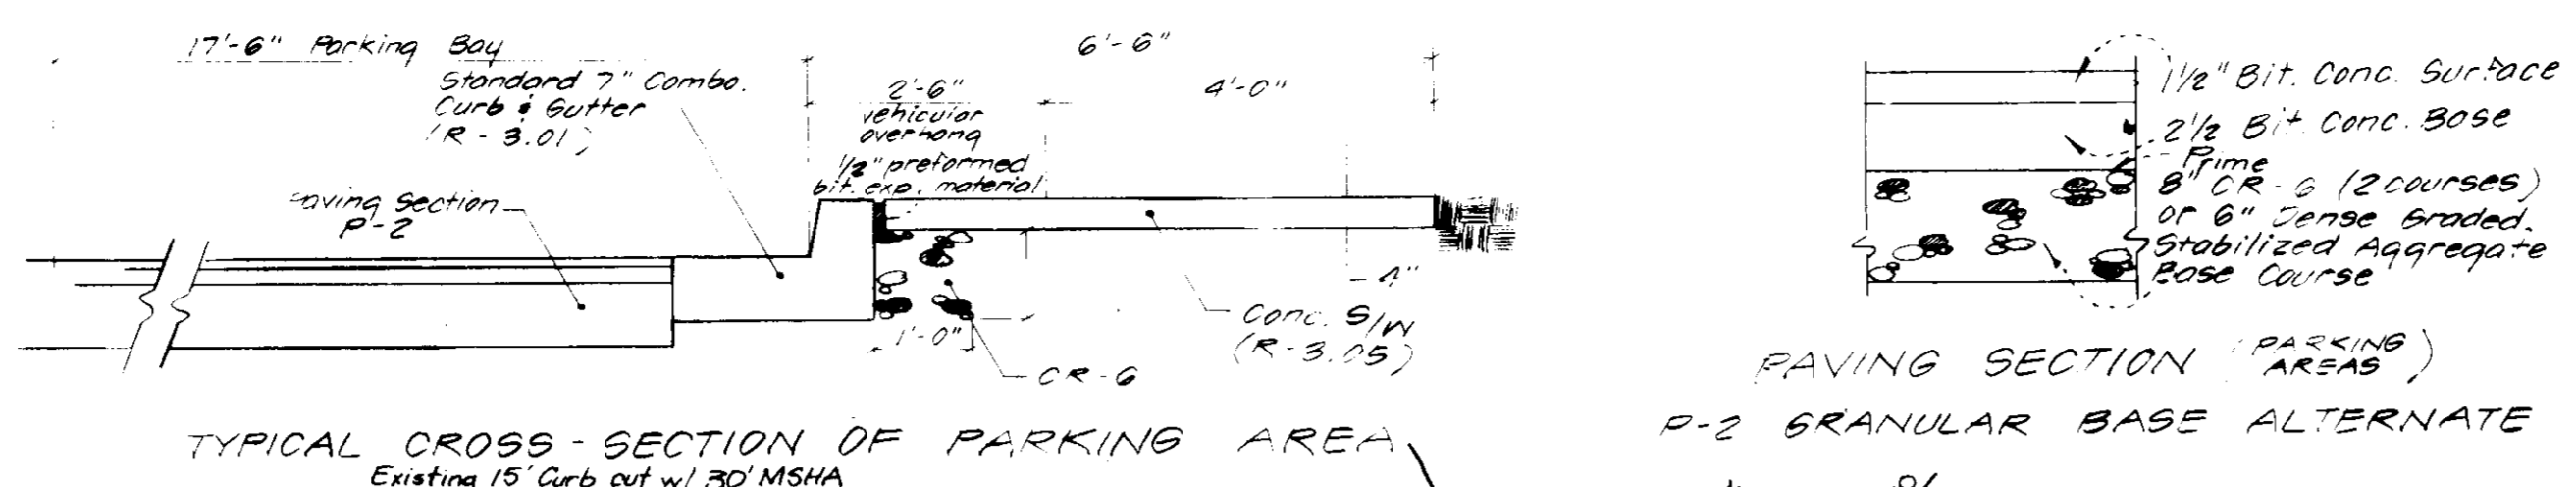 17'-6" Parking Bay
Standard 7" Combo.
Curb & Gutter
(R-3.01)
6'-6"
2'-6"
vehicular
overhang
4'-0"
1/2" preformed
bit. exp. material
Paving Section
P-2
4"
1'-0"
CR-6
Conc. S/W
(R-3.05)
TYPICAL CROSS-SECTION OF PARKING AREA
Existing 15' Curb cut w/ 30' MSHA
1 1/2" Bit. Conc. Surface
2 1/2 Bit. Conc. Base
Prime
8" CR-6 (2 courses)
or 6" Dense Graded.
Stabilized Aggregate
Base Course
PAVING SECTION (PARKING AREAS)
P-2 GRANULAR BASE ALTERNATE